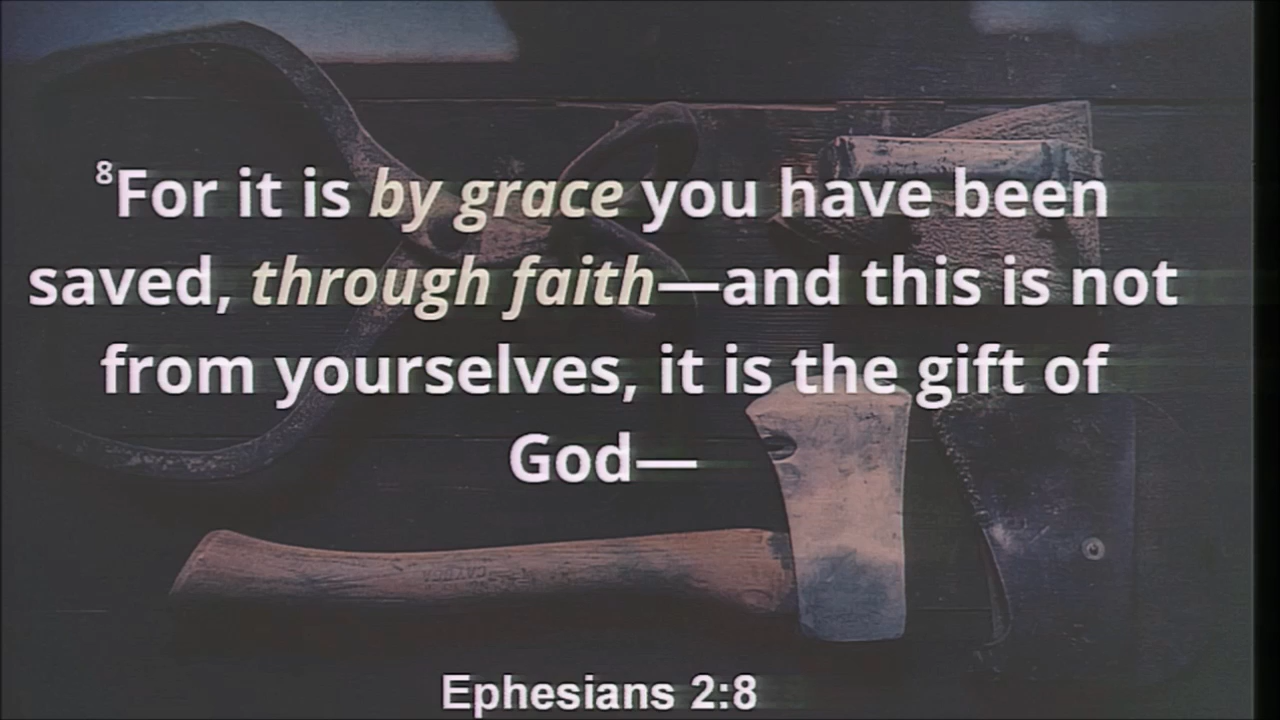 ⁸For it is by grace you have been
saved, through faith—and this is not
from yourselves, it is the gift of
God—
Ephesians 2:8